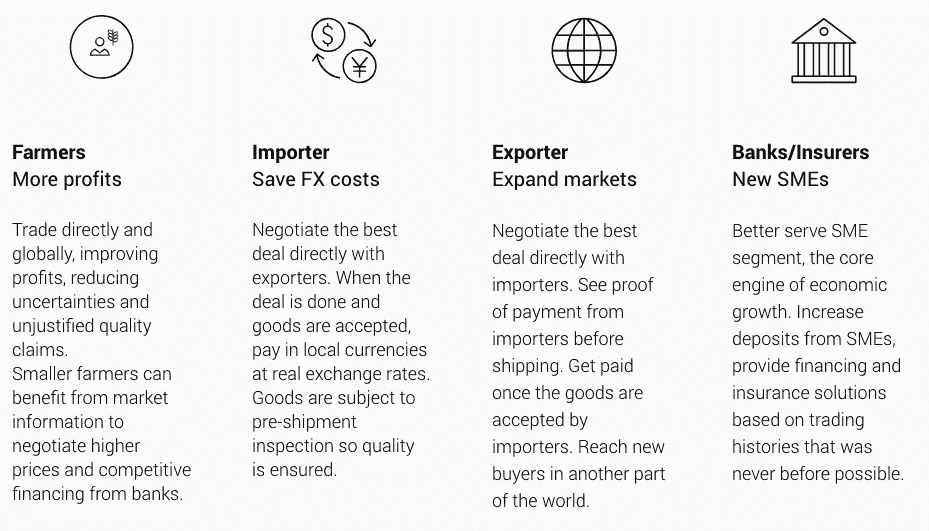 $
¥
Farmers
More profits
Trade directly and
globally, improving
profits, reducing
uncertainties and
unjustified quality
claims.
Smaller farmers can
benefit from market
information to
negotiate higher
prices and competitive
financing from banks.
Importer
Save FX costs
Negotiate the best
deal directly with
exporters. When the
deal is done and
goods are accepted,
pay in local currencies
at real exchange rates.
Goods are subject to
pre-shipment
inspection so quality
is ensured.
Exporter
Expand markets
Negotiate the best
deal directly with
importers. See proof
of payment from
importers before
shipping. Get paid
once the goods are
accepted by
importers. Reach new
buyers in another part
of the world.
Banks/Insurers
New SMEs
Better serve SME
segment, the core
engine of economic
growth. Increase
deposits from SMEs,
provide financing and
insurance solutions
based on trading
histories that was
never before possible.